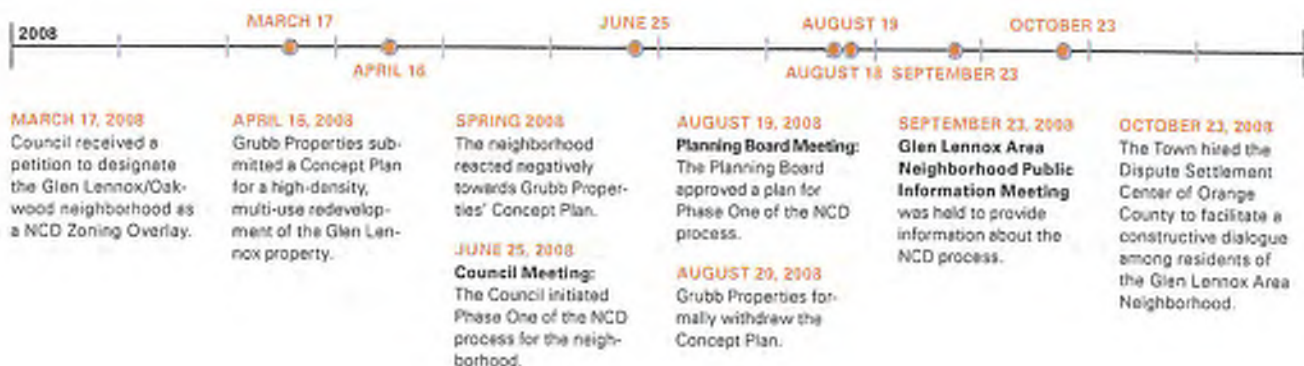 2008
MARCH 17
JUNE 25
AUGUST 19
OCTOBER 23
APRIL 16
AUGUST 18
SEPTEMBER 23
MARCH 17, 2008
Council received a
petition to designate
the Glen Lennox/Oak-
wood neighborhood as
a NCD Zoning Overlay.
APRIL 16, 2008
Grubb Properties sub-
mitted a Concept Plan
for a high-density,
multi-use redevelop-
ment of the Glen Len-
nox property.
SPRING 2008
The neighborhood
reacted negatively
towards Grubb Proper-
ties' Concept Plan.
JUNE 25, 2008
Council Meeting:
The Council initiated
Phase One of the NCD
process for the neigh-
borhood.
AUGUST 19, 2008
Planning Board Meeting:
The Planning Board
approved a plan for
Phase One of the NCD
process.
AUGUST 20, 2008
Grubb Properties for-
mally withdrew the
Concept Plan.
SEPTEMBER 23, 2008
Glen Lennox Area
Neighborhood Public
Information Meeting
was held to provide
information about the
NCD process.
OCTOBER 23, 2008
The Town hired the
Dispute Settlement
Center of Orange
County to facilitate a
constructive dialogue
among residents of
the Glen Lennox Area
Neighborhood.